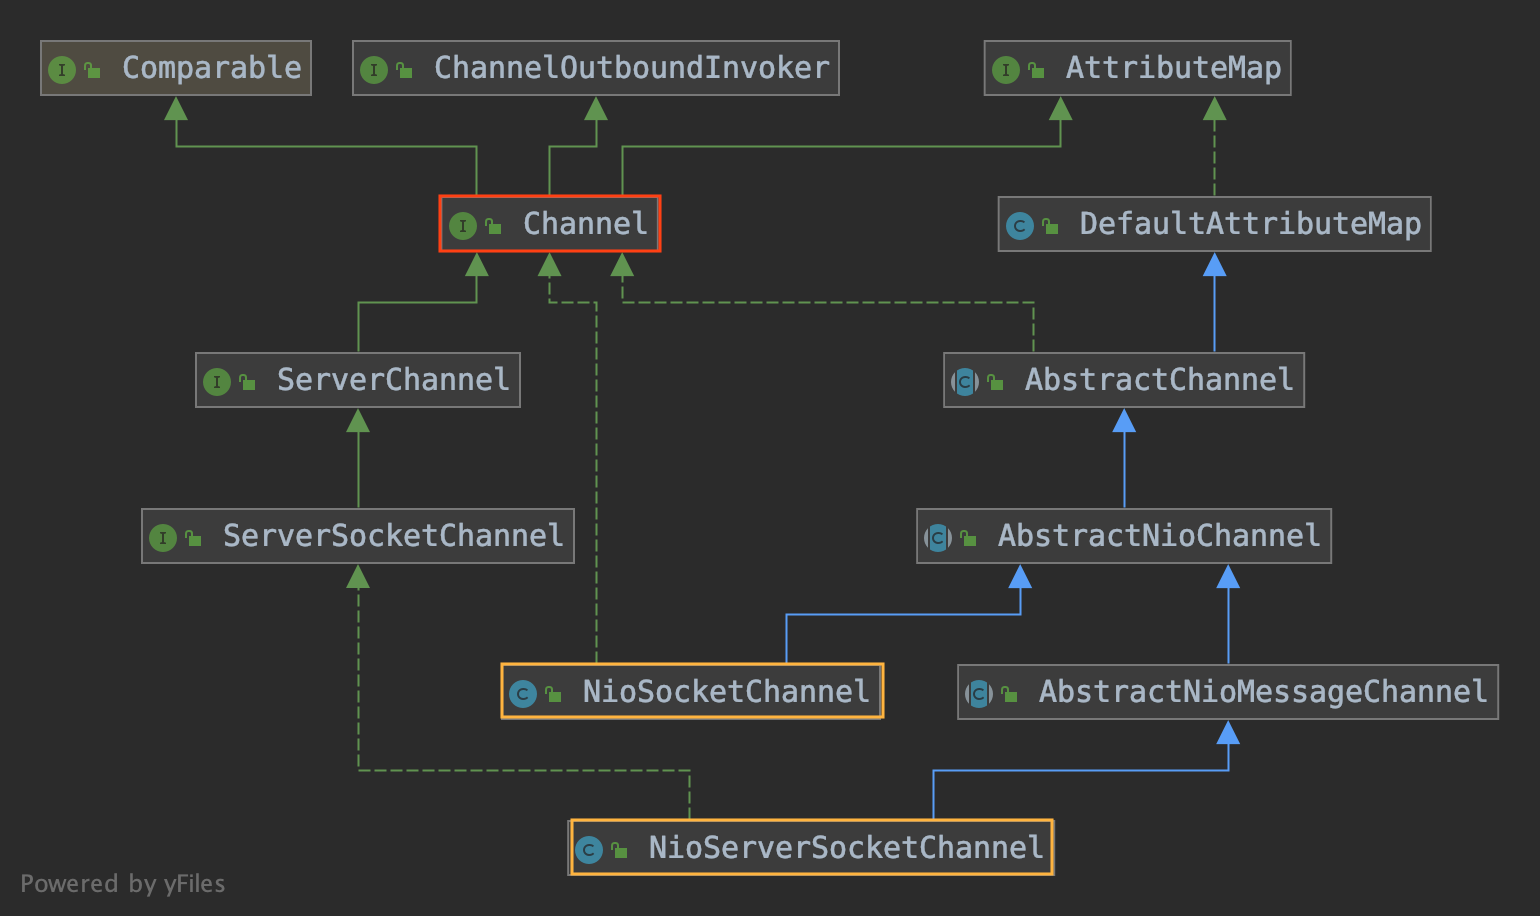 Comparable
ChannelOutboundInvoker
AttributeMap
Channel
DefaultAttributeMap
ServerChannel
AbstractChannel
ServerSocketChannel
AbstractNioChannel
NioSocketChannel
AbstractNioMessageChannel
NioServerSocketChannel
Powered by yFiles